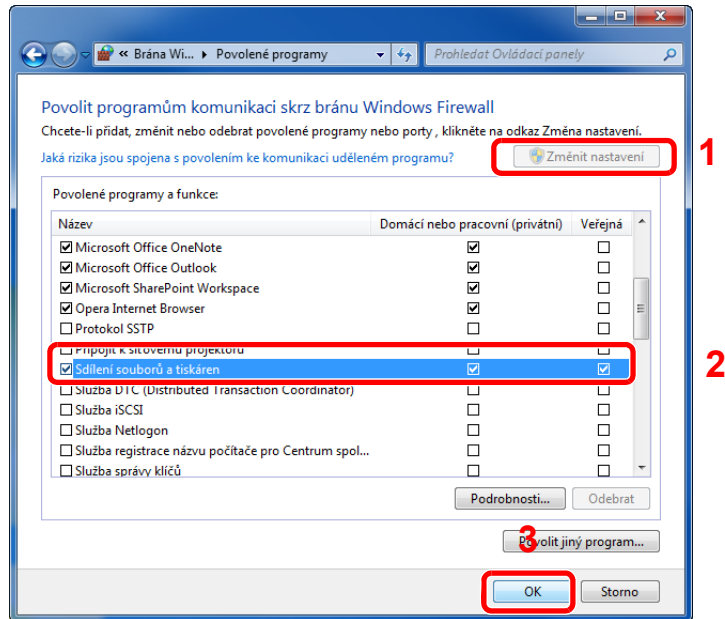 « Brána Wi... ▸ Povolené programy
Prohledat Ovládací panely
Povolit programům komunikaci skrz bránu Windows Firewall
Chcete-li přidat, změnit nebo odebrat povolené programy nebo porty , klikněte na odkaz Změna nastavení.
Jaká rizika jsou spojena s povolením ke komunikaci uděleném programu?
Změnit nastavení
1
Povolené programy a funkce:
Název Domácí nebo pracovní (privátní) Veřejná
Microsoft Office OneNote
Microsoft Office Outlook
Microsoft SharePoint Workspace
Opera Internet Browser
Protokol SSTP
Připojit k síťovému projektoru
Sdílení souborů a tiskáren
2
Služba DTC (Distributed Transaction Coordinator)
Služba iSCSI
Služba Netlogon
Služba registrace názvu počítače pro Centrum spol...
Služba správy klíčů
Podrobnosti... Odebrat
3
Povolit jiný program...
OK Storno